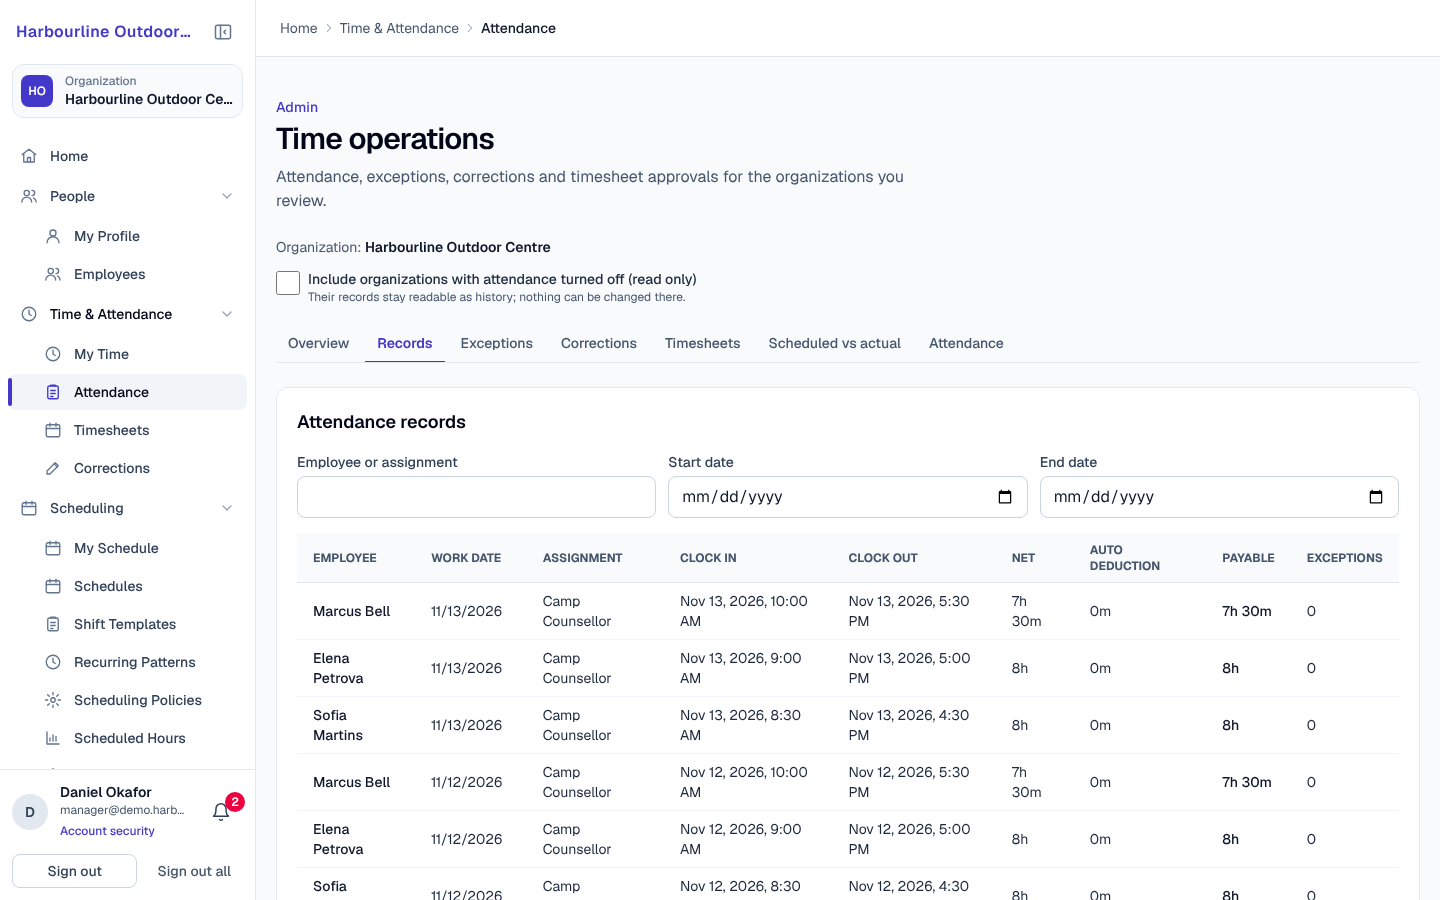 Harbourline Outdoor...
HO
Organization
Harbourline Outdoor Ce...
Home
People
My Profile
Employees
Time & Attendance
My Time
Attendance
Timesheets
Corrections
Scheduling
My Schedule
Schedules
Shift Templates
Recurring Patterns
Scheduling Policies
Scheduled Hours
D
Daniel Okafor
manager@demo.harb...
Account security
2
Sign out
Sign out all
Home > Time & Attendance > Attendance
Admin
Time operations
Attendance, exceptions, corrections and timesheet approvals for the organizations you
review.
Organization: Harbourline Outdoor Centre
Include organizations with attendance turned off (read only)
Their records stay readable as history; nothing can be changed there.
Overview Records Exceptions Corrections Timesheets Scheduled vs actual Attendance
Attendance records
Employee or assignment Start date End date
mm/dd/yyyy mm/dd/yyyy
EMPLOYEE WORK DATE ASSIGNMENT CLOCK IN CLOCK OUT NET AUTO DEDUCTION PAYABLE EXCEPTIONS
Marcus Bell 11/13/2026 Camp Counsellor Nov 13, 2026, 10:00 AM Nov 13, 2026, 5:30 PM 7h 30m 0m 7h 30m 0
Elena Petrova 11/13/2026 Camp Counsellor Nov 13, 2026, 9:00 AM Nov 13, 2026, 5:00 PM 8h 0m 8h 0
Sofia Martins 11/13/2026 Camp Counsellor Nov 13, 2026, 8:30 AM Nov 13, 2026, 4:30 PM 8h 0m 8h 0
Marcus Bell 11/12/2026 Camp Counsellor Nov 12, 2026, 10:00 AM Nov 12, 2026, 5:30 PM 7h 30m 0m 7h 30m 0
Elena Petrova 11/12/2026 Camp Counsellor Nov 12, 2026, 9:00 AM Nov 12, 2026, 5:00 PM 8h 0m 8h 0
Sofia 11/12/2026 Camp Nov 12, 2026, 8:30 Nov 12, 2026, 4:30 8h 0m 8h 0